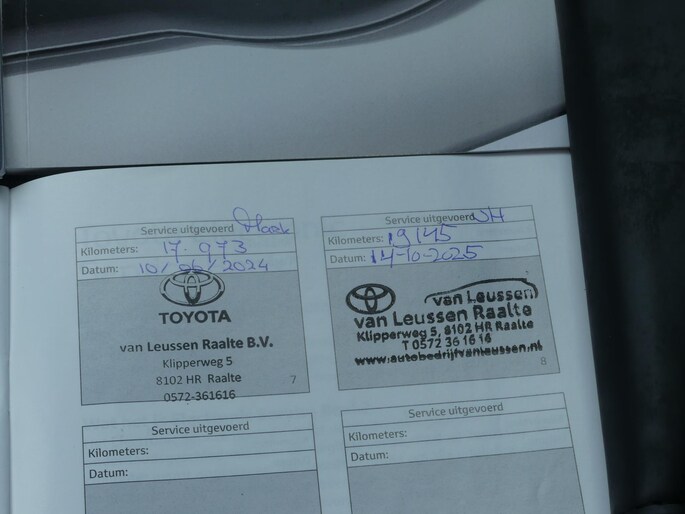 Service uitgevoerd
Kilometers: 17-973
Datum: 10/06/2024
TOYOTA
van Leussen Raalte B.V.
Klipperweg 5
8102 HR Raalte
0572-361616
7
Service uitgevoerd JH
Kilometers: 19145
Datum: 14-10-2025
van Leussen
van Leussen Raalte
Klipperweg 5, 8102 HR Raalte
T 0572 36 16 16
www.autobedrijfvanleussen.nl
8
Service uitgevoerd
Kilometers:
Datum:
Service uitgevoerd
Kilometers:
Datum: